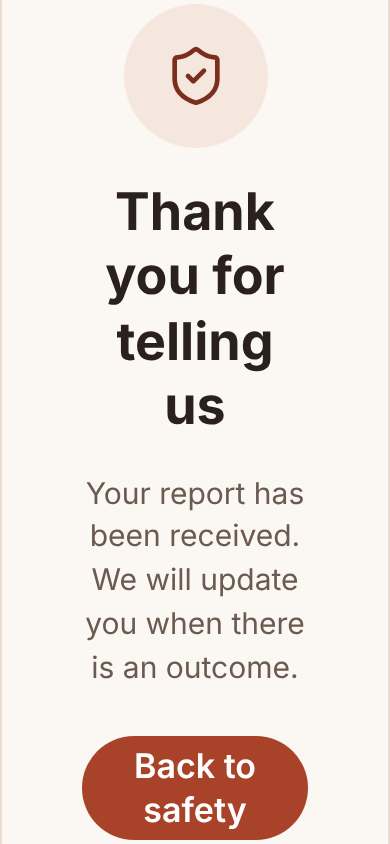 Thank
you for
telling
us
Your report has
been received.
We will update
you when there
is an outcome.
Back to
safety